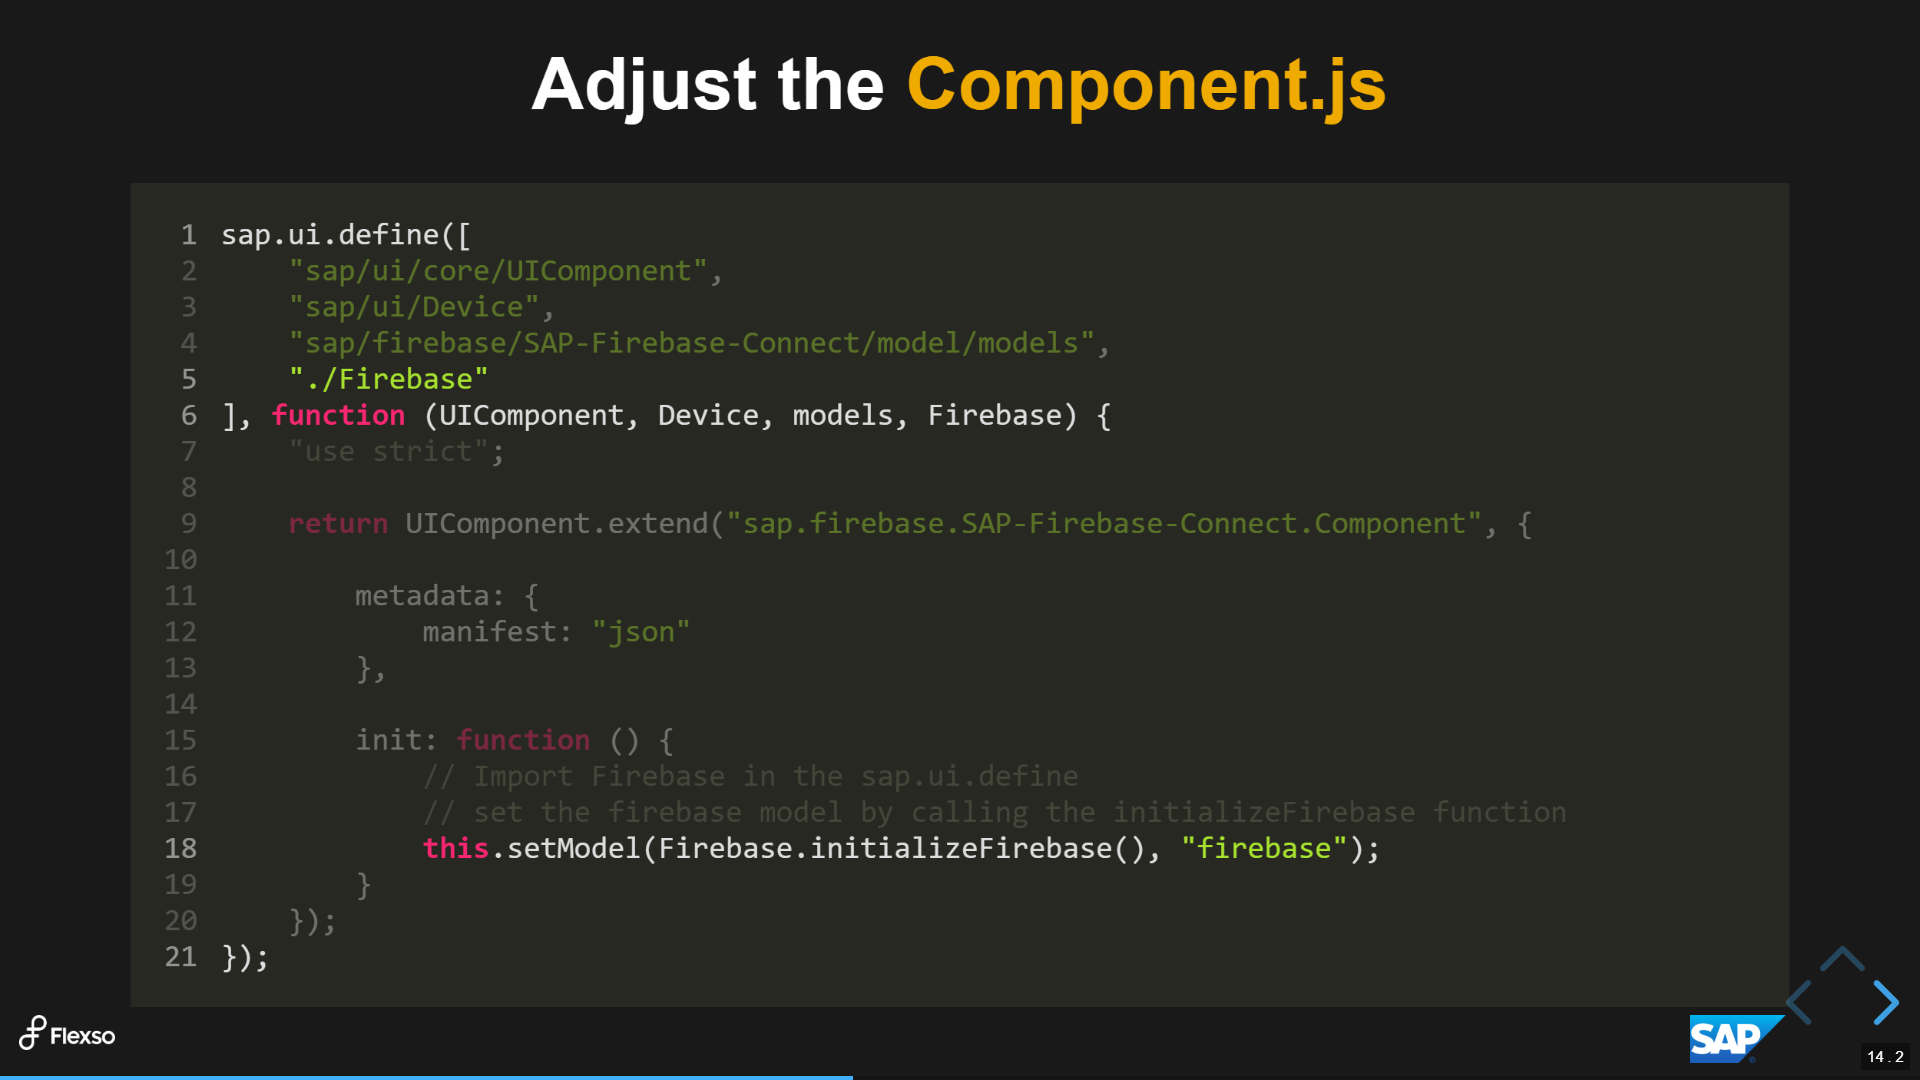 Adjust the Component.js
1 sap.ui.define([
2     "sap/ui/core/UIComponent",
3     "sap/ui/Device",
4     "sap/firebase/SAP-Firebase-Connect/model/models",
5     "./Firebase"
6 ], function (UIComponent, Device, models, Firebase) {
7     "use strict";
8
9     return UIComponent.extend("sap.firebase.SAP-Firebase-Connect.Component", {
10
11         metadata: {
12             manifest: "json"
13         },
14
15         init: function () {
16             // Import Firebase in the sap.ui.define
17             // set the firebase model by calling the initializeFirebase function
18             this.setModel(Firebase.initializeFirebase(), "firebase");
19         }
20     });
21 });
Flexso
SAP
14.2